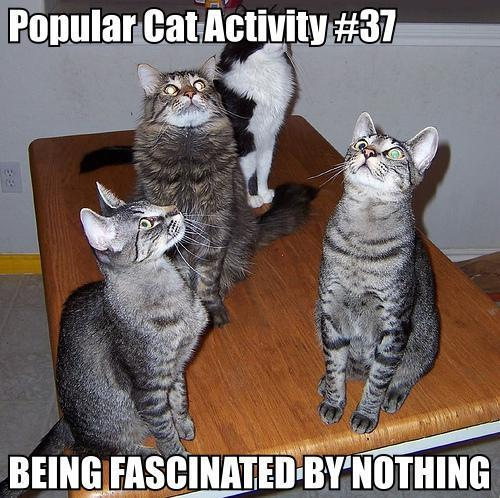 Popular Cat Activity #37
BEING FASCINATED BY NOTHING